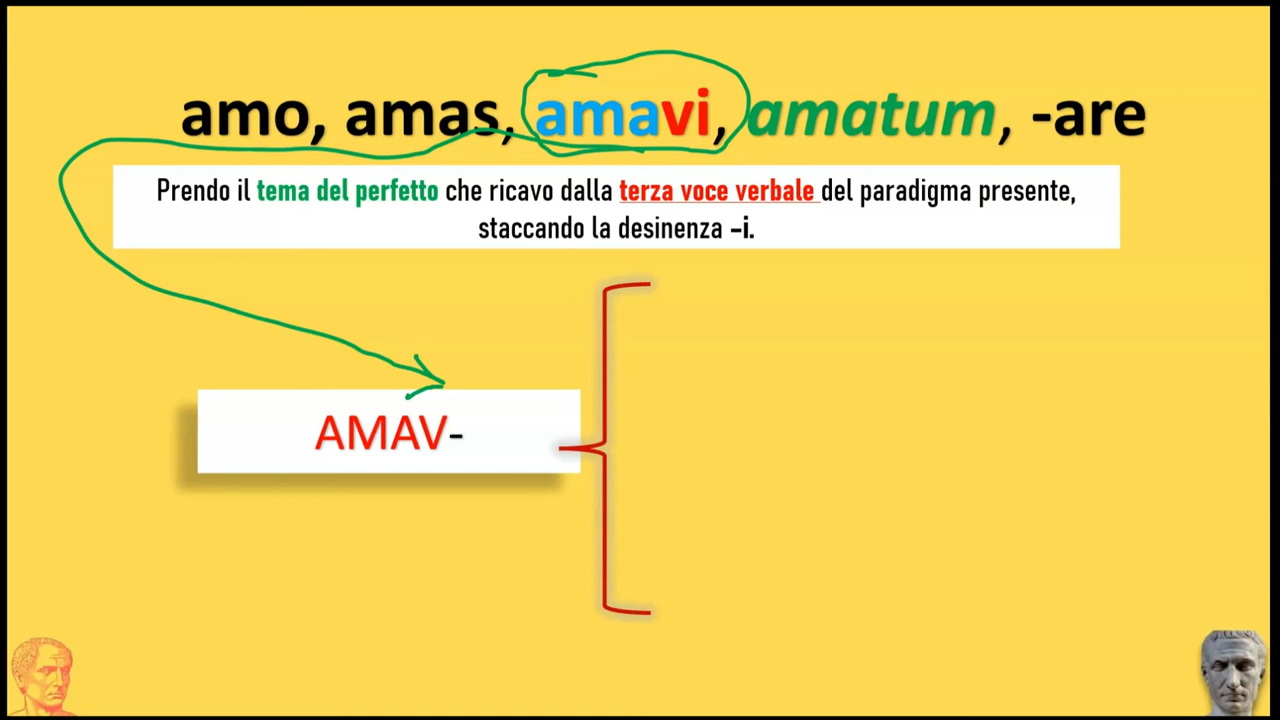 amo, amas, amavi, amatum, -are
Prendo il tema del perfetto che ricavo dalla terza voce verbale del paradigma presente,
staccando la desinenza -i.
AMAV-